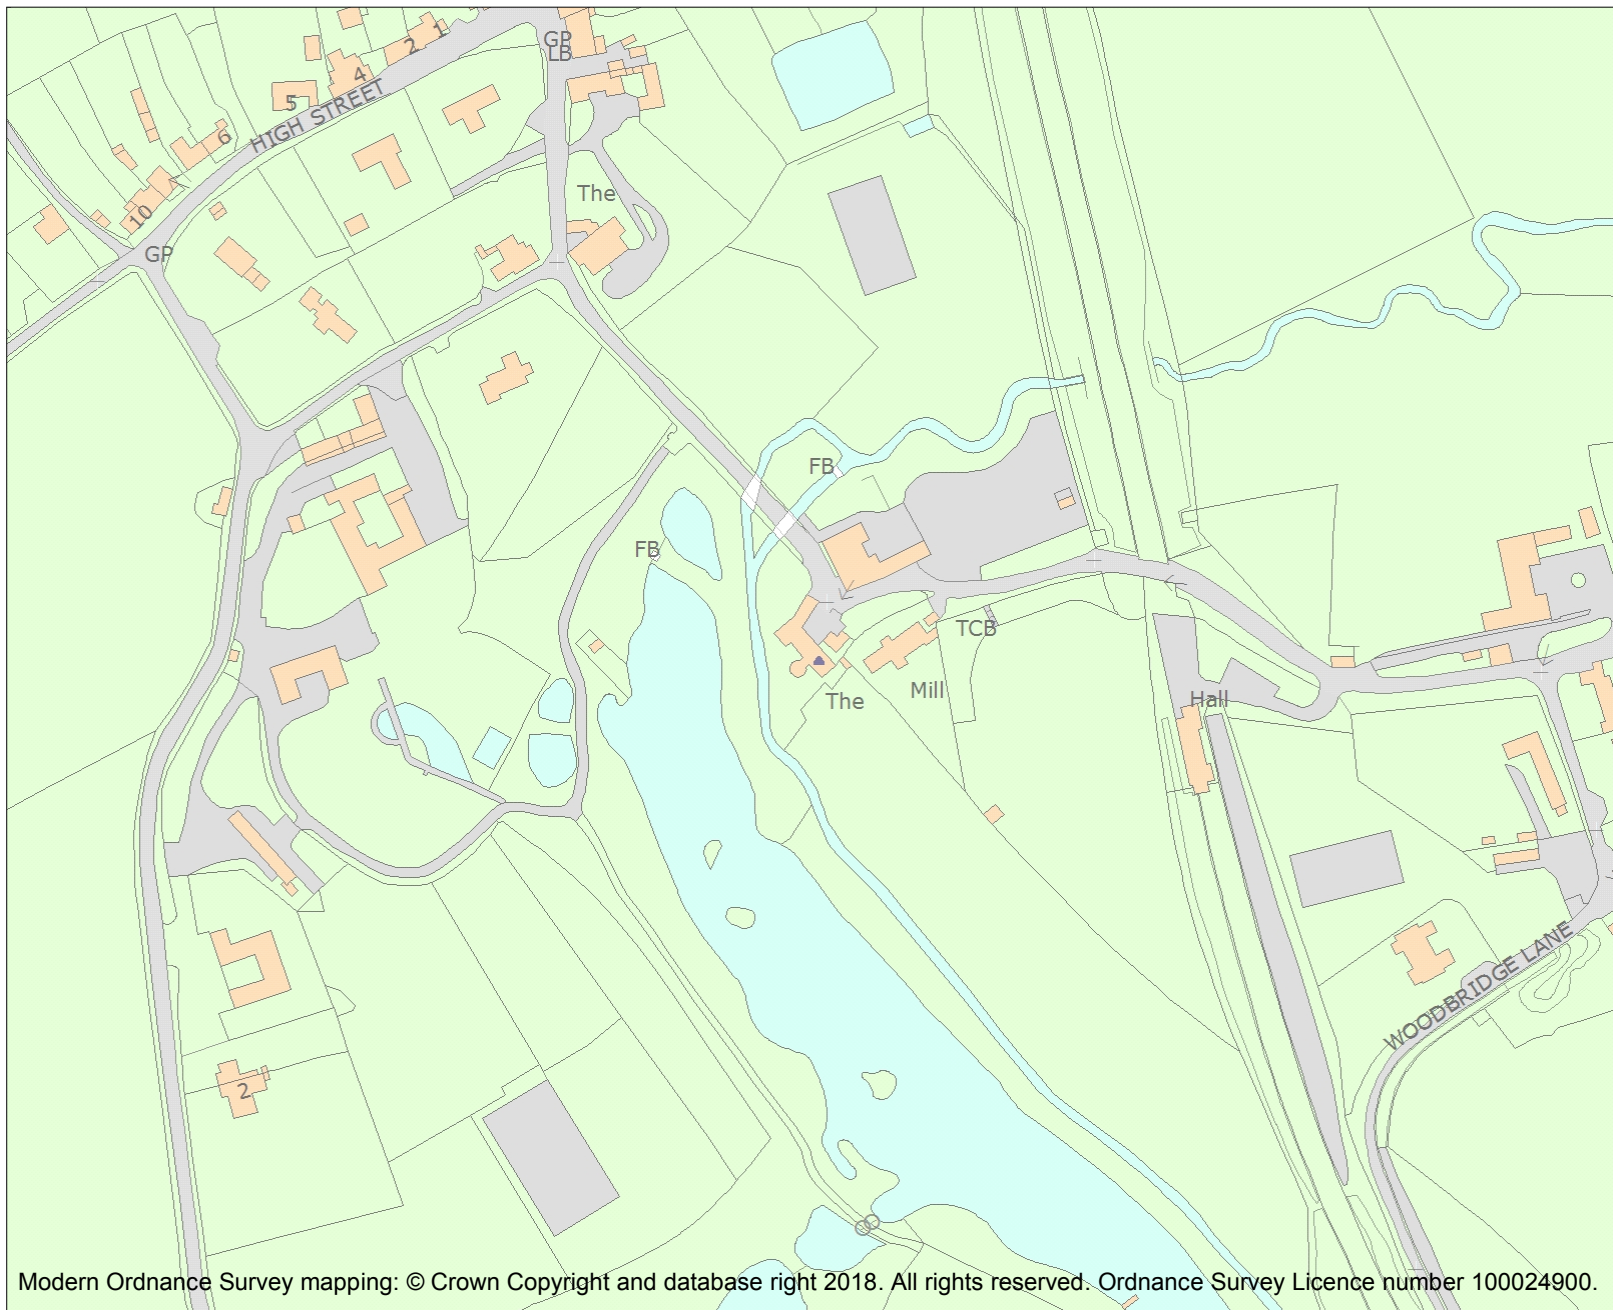 1
2
GP
LB
4
5
HIGH STREET
6
The
10
GP
FB
FB
TCB
Mill
The
Hall
WOODBRIDGE LANE
2
Modern Ordnance Survey mapping: © Crown Copyright and database right 2018. All rights reserved. Ordnance Survey Licence number 100024900.